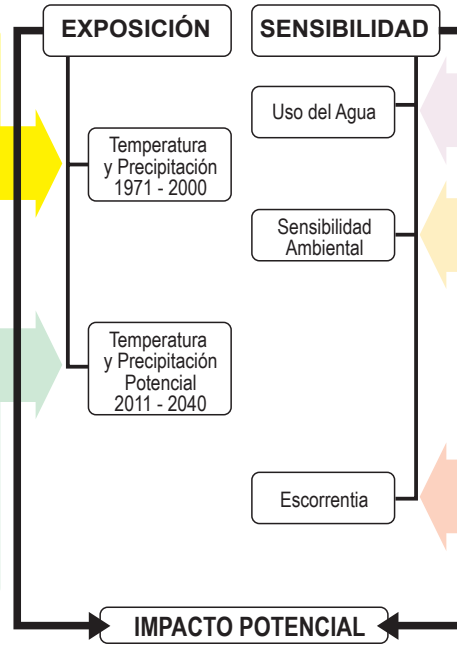 EXPOSICIÓN
Temperatura
y Precipitación
1971 - 2000
Temperatura
y Precipitación
Potencial
2011 - 2040
SENSIBILIDAD
Uso del Agua
Sensibilidad
Ambiental
Escorrentia
IMPACTO POTENCIAL